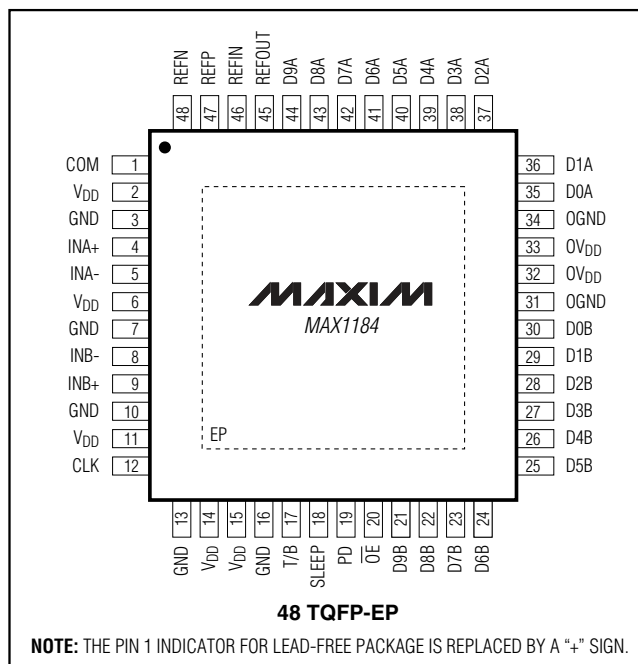 REFN REFP REFIN REFOUT D9A D8A D7A D6A D5A D4A D3A D2A
48 47 46 45 44 43 42 41 40 39 38 37
COM 1 36 D1A
VDD 2 35 D0A
GND 3 34 OGND
INA+ 4 33 OVDD
INA- 5 32 OVDD
VDD 6 31 OGND
GND 7 30 D0B
INB- 8 29 D1B
INB+ 9 28 D2B
GND 10 27 D3B
VDD 11 26 D4B
CLK 12 25 D5B
MAXIM
MAX1184
EP
13 14 15 16 17 18 19 20 21 22 23 24
GND VDD VDD GND T/B SLEEP PD OE D9B D8B D7B D6B
48 TQFP-EP
NOTE: THE PIN 1 INDICATOR FOR LEAD-FREE PACKAGE IS REPLACED BY A “+” SIGN.